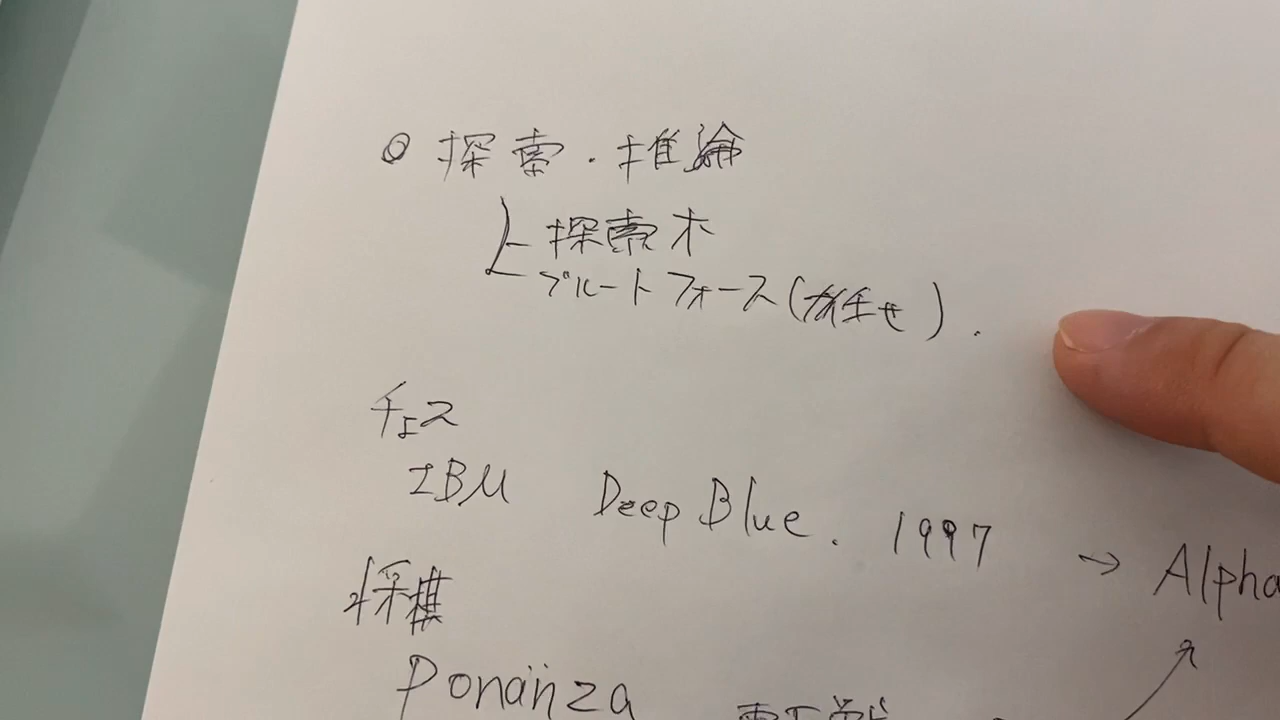 ◎ 探索・推論
探索木
ブルートフォース(力任せ).
チェス
IBM Deep Blue. 1997 → Alpha
将棋
Ponanza